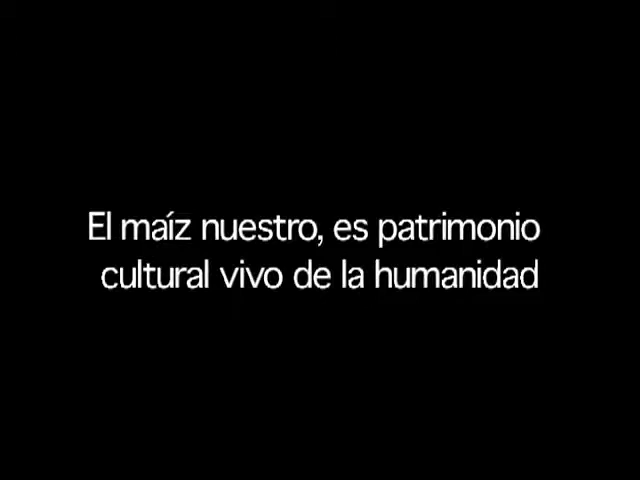 El maíz nuestro, es patrimonio
cultural vivo de la humanidad